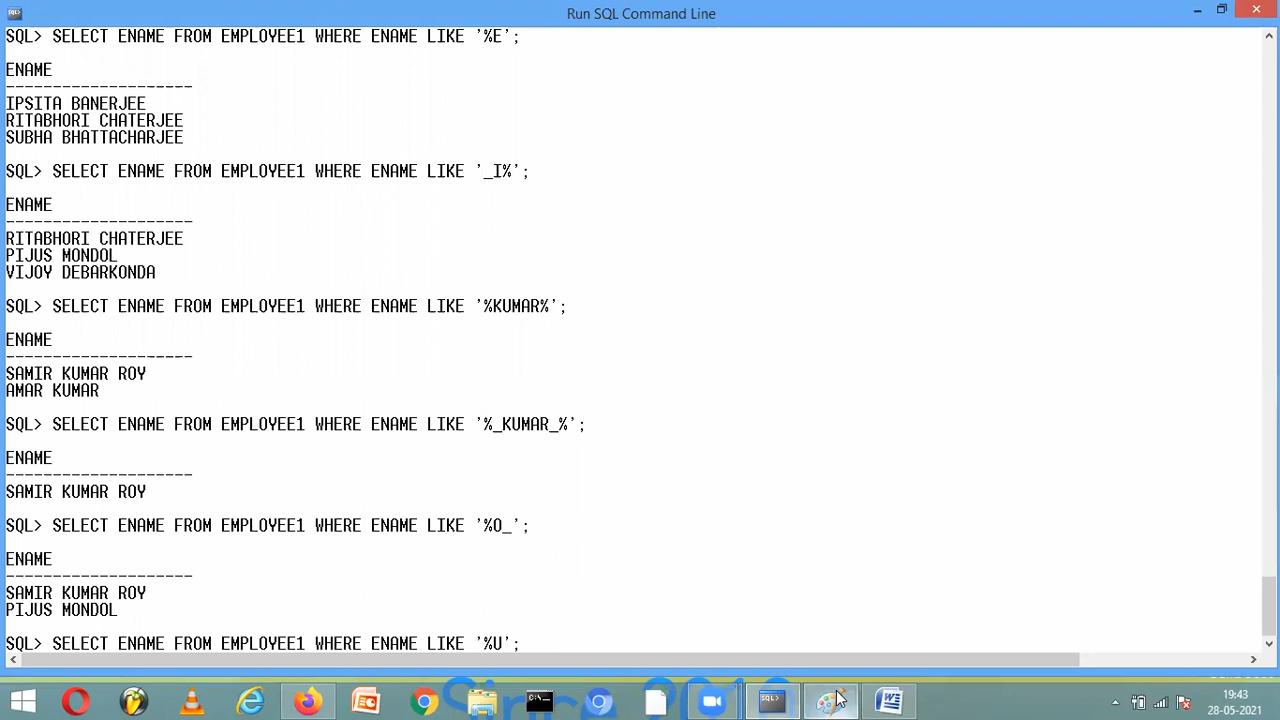 Run SQL Command Line
SQL> SELECT ENAME FROM EMPLOYEE1 WHERE ENAME LIKE '%E';
ENAME
--------------------
IPSITA BANERJEE
RITABHORI CHATERJEE
SUBHA BHATTACHARJEE
SQL> SELECT ENAME FROM EMPLOYEE1 WHERE ENAME LIKE '_I%';
ENAME
--------------------
RITABHORI CHATERJEE
PIJUS MONDOL
VIJOY DEBARKONDA
SQL> SELECT ENAME FROM EMPLOYEE1 WHERE ENAME LIKE '%KUMAR%';
ENAME
--------------------
SAMIR KUMAR ROY
AMAR KUMAR
SQL> SELECT ENAME FROM EMPLOYEE1 WHERE ENAME LIKE '%_KUMAR_%';
ENAME
--------------------
SAMIR KUMAR ROY
SQL> SELECT ENAME FROM EMPLOYEE1 WHERE ENAME LIKE '%O_';
ENAME
--------------------
SAMIR KUMAR ROY
PIJUS MONDOL
SQL> SELECT ENAME FROM EMPLOYEE1 WHERE ENAME LIKE '%U';
Since
19:43
28-05-2021